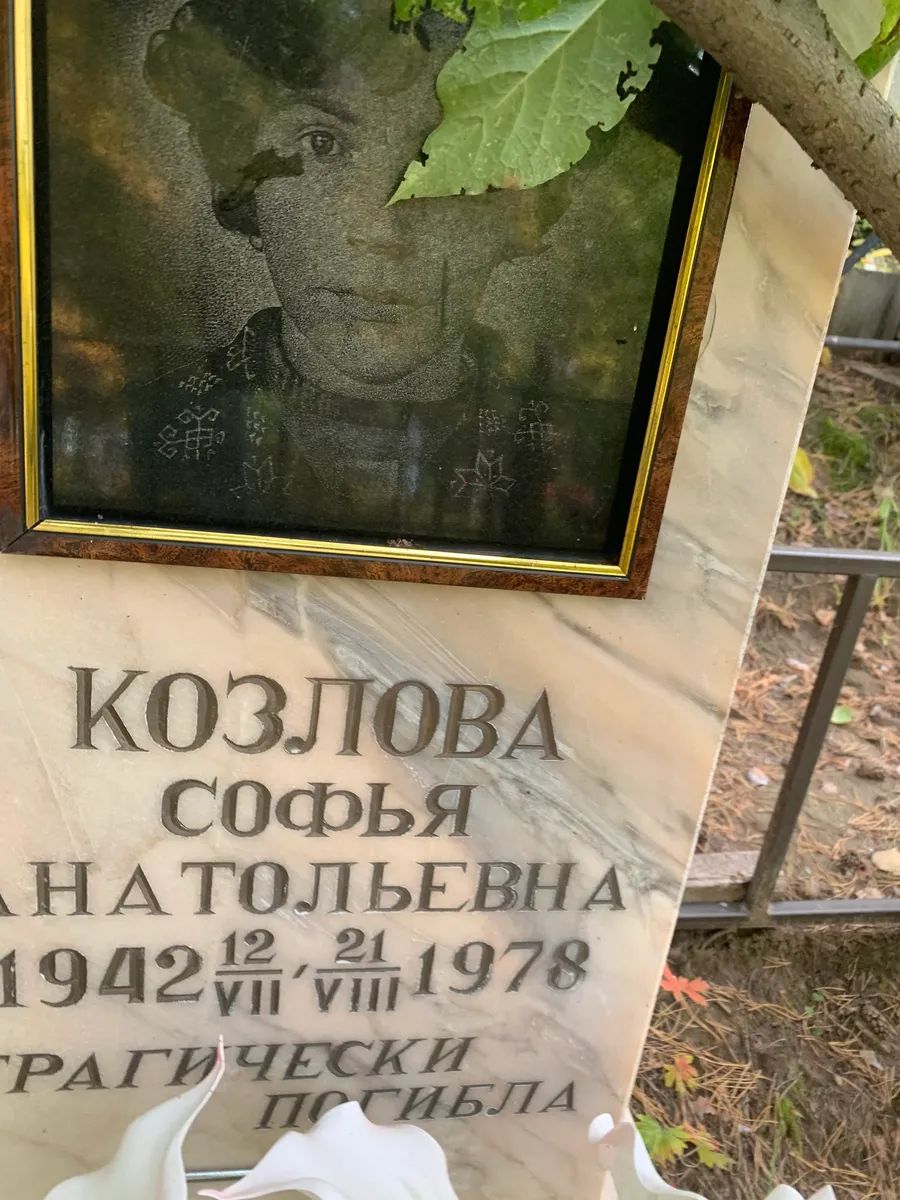 КОЗЛОВА
СОФЬЯ
АНАТОЛЬЕВНА
1942 12/VII, 21/VIII 1978
ТРАГИЧЕСКИ
ПОГИБЛА